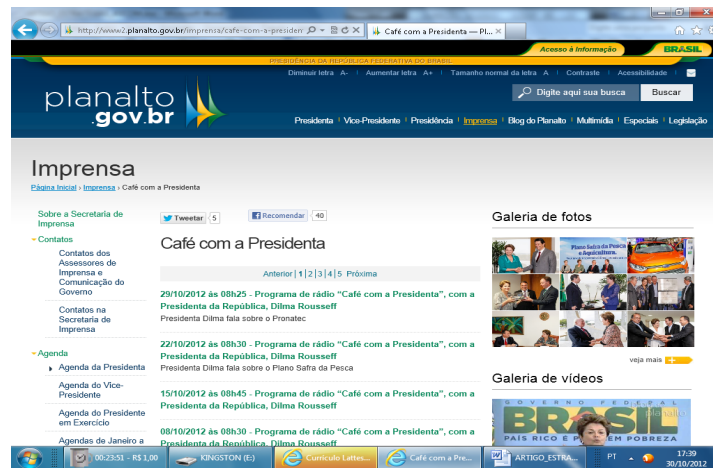 http://www2.planalto.gov.br/imprensa/cafe-com-a-presiden
Café com a Presidenta — Pl...
Acesso à Informação
BRASIL
PRESIDÊNCIA DA REPÚBLICA FEDERATIVA DO BRASIL
Diminuir letra A- | Aumentar letra A+ | Tamanho normal da letra A | Contraste | Acessibilidade
planalto
.gov.br
Digite aqui sua busca
Buscar
Presidenta | Vice-Presidente | Presidência | Imprensa | Blog do Planalto | Multimídia | Especiais | Legislação
Imprensa
Página Inicial › Imprensa › Café com a Presidenta
Sobre a Secretaria de
Imprensa
Contatos
Contatos dos
Assessores de
Imprensa e
Comunicação do
Governo
Contatos na
Secretaria de
Imprensa
Agenda
Agenda da Presidenta
Agenda do Vice-
Presidente
Agenda do Presidente
em Exercício
Agendas de Janeiro a
Tweetar 5
Recomendar 40
Café com a Presidenta
Anterior | 1 | 2 | 3 | 4 | 5 Próxima
29/10/2012 às 08h25 - Programa de rádio “Café com a Presidenta”, com a
Presidenta da República, Dilma Rousseff
Presidenta Dilma fala sobre o Pronatec
22/10/2012 às 08h30 - Programa de rádio “Café com a Presidenta”, com a
Presidenta da República, Dilma Rousseff
Presidenta Dilma fala sobre o Plano Safra da Pesca
15/10/2012 às 08h45 - Programa de rádio “Café com a Presidenta”, com a
Presidenta da República, Dilma Rousseff
08/10/2012 às 08h30 - Programa de rádio “Café com a Presidenta”, com a
Presidenta da República, Dilma Rousseff
Galeria de fotos
Plano Safra da Pesca
e Aquicultura.
veja mais
Galeria de vídeos
GOVERNO FEDERAL
planalto
BRASIL
PAÍS RICO É P EM POBREZA
00:23:51 - R$ 1,00
KINGSTON (E:)
Currículo Lattes...
Café com a Pre...
ARTIGO_ESTRA...
PT
17:39
30/10/2012